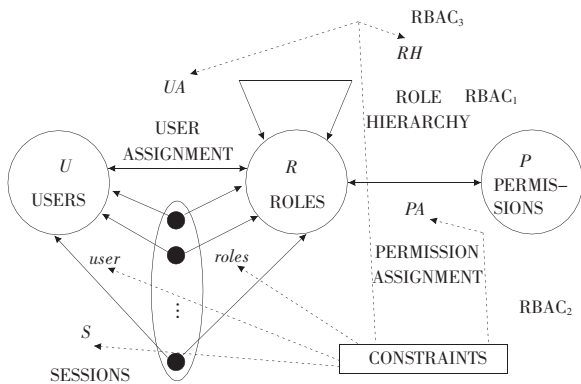 RBAC₃
RH
UA
ROLE RBAC₁
HIERARCHY
USER
ASSIGNMENT
U
USERS
R
ROLES
P
PERMIS-
SIONS
PA
PERMISSION
ASSIGNMENT
user
roles
RBAC₂
S
...
CONSTRAINTS
SESSIONS